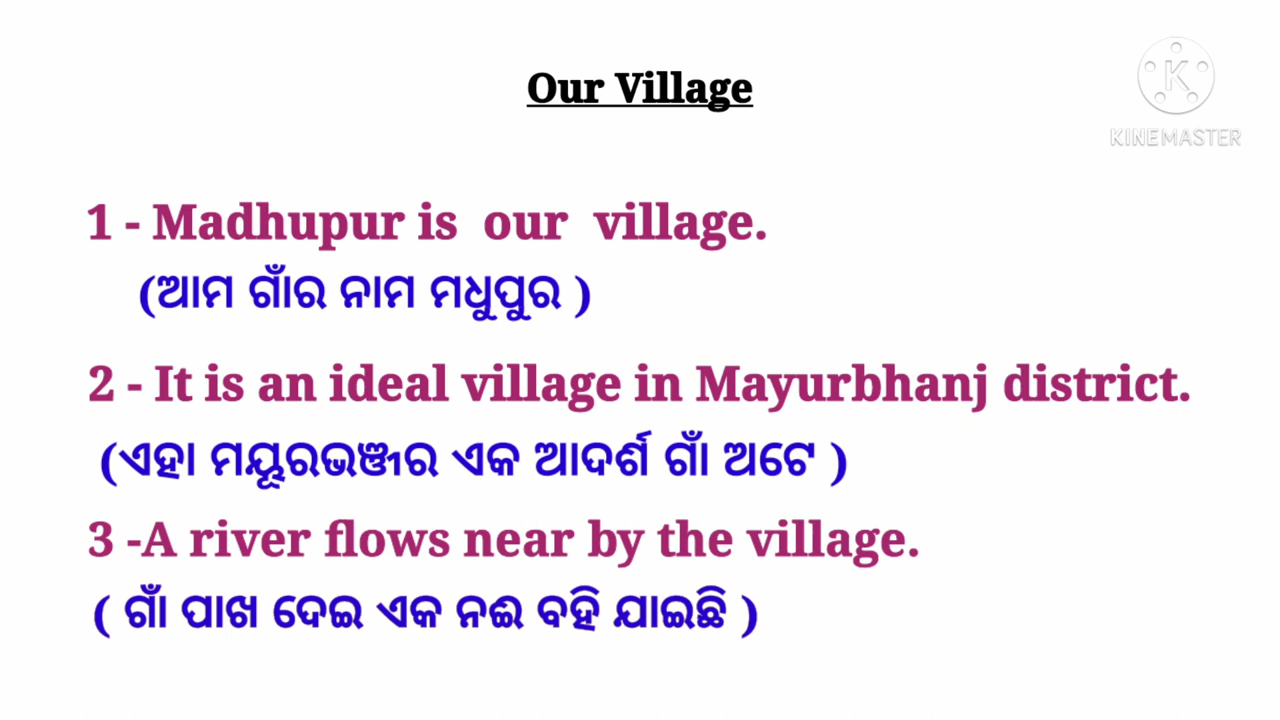 Our Village
KINEMASTER
1 - Madhupur is our village.
(ଆମ ଗାଁର ନାମ ମଧୁପୁର )
2 - It is an ideal village in Mayurbhanj district.
(ଏହା ମୟୂରଭଞ୍ଜର ଏକ ଆଦର୍ଶ ଗାଁ ଅଟେ )
3 -A river flows near by the village.
( ଗାଁ ପାଖ ଦେଇ ଏକ ନଈ ବହି ଯାଇଛି )